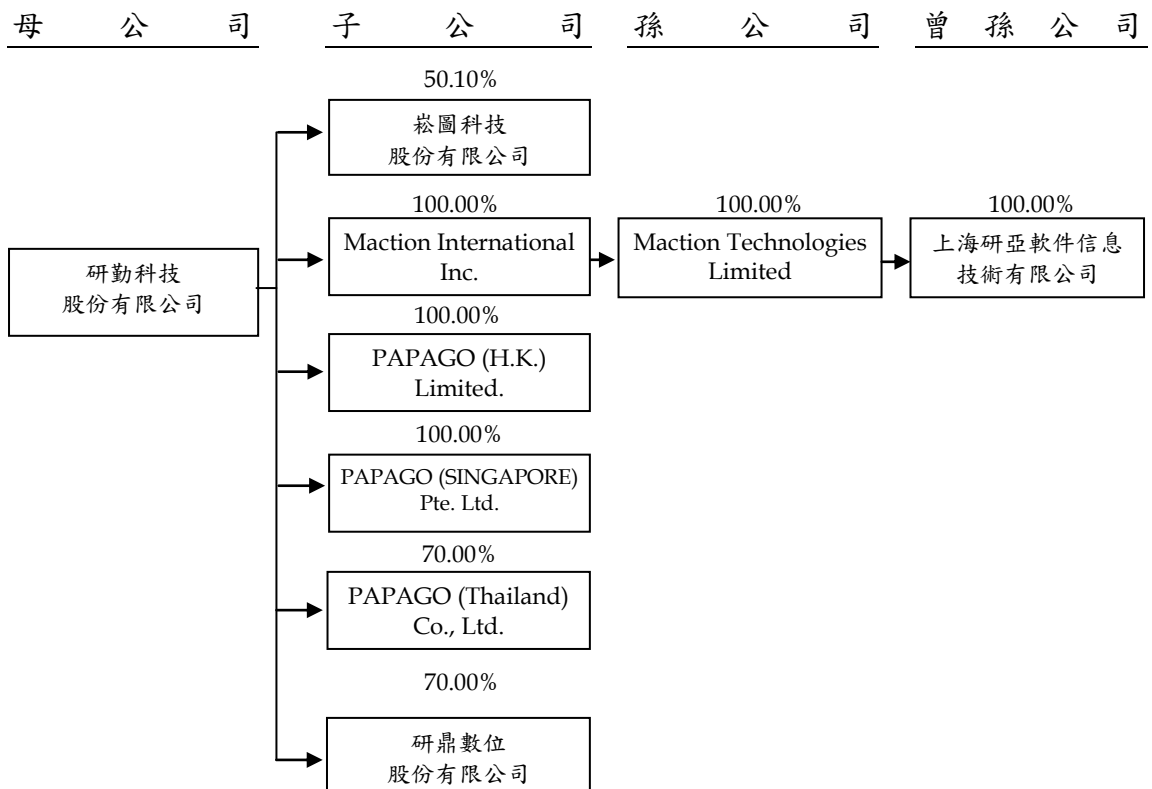 母公司 子公司 孫公司 曾孫公司
50.10%
崧圖科技
股份有限公司
100.00% 100.00% 100.00%
Maction International
Inc.
Maction Technologies
Limited
上海研亞軟件信息
技術有限公司
研勤科技
股份有限公司
100.00%
PAPAGO (H.K.)
Limited.
100.00%
PAPAGO (SINGAPORE)
Pte. Ltd.
70.00%
PAPAGO (Thailand)
Co., Ltd.
70.00%
研鼎數位
股份有限公司